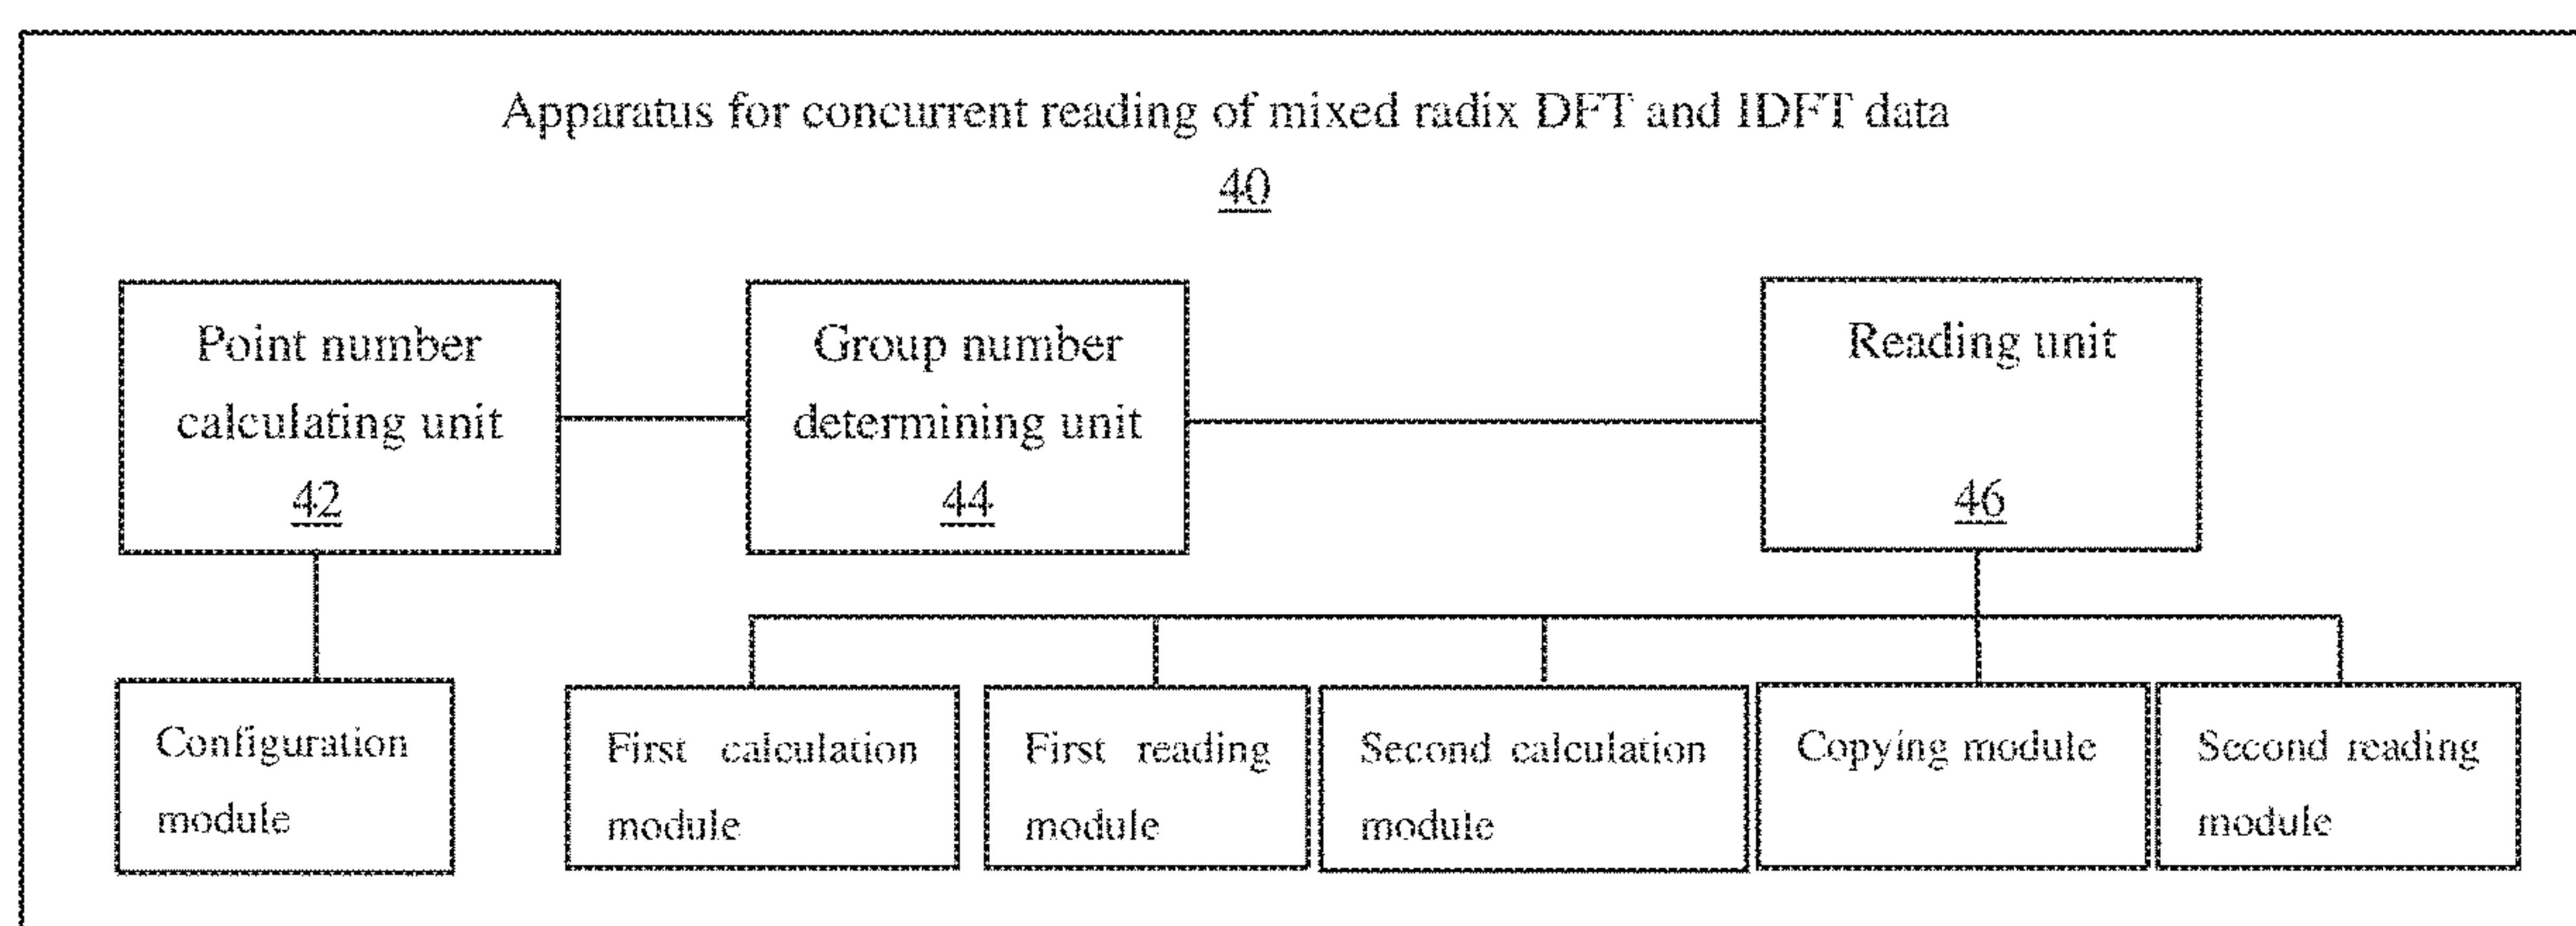 Apparatus for concurrent reading of mixed radix DFT and IDFT data
40
Point number
calculating unit
42
Group number
determining unit
44
Reading unit
46
Configuration
module
First calculation
module
First reading
module
Second calculation
module
Copying module
Second reading
module